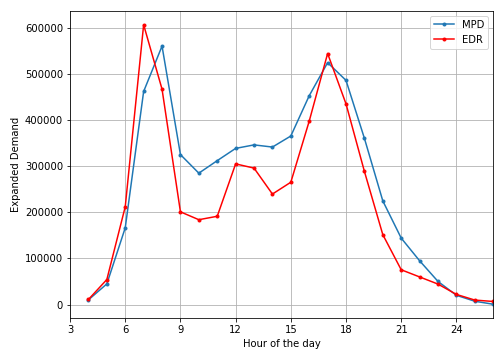 600000
500000
400000
300000
200000
100000
0
Expanded Demand
MPD
EDR
3 6 9 12 15 18 21 24
Hour of the day